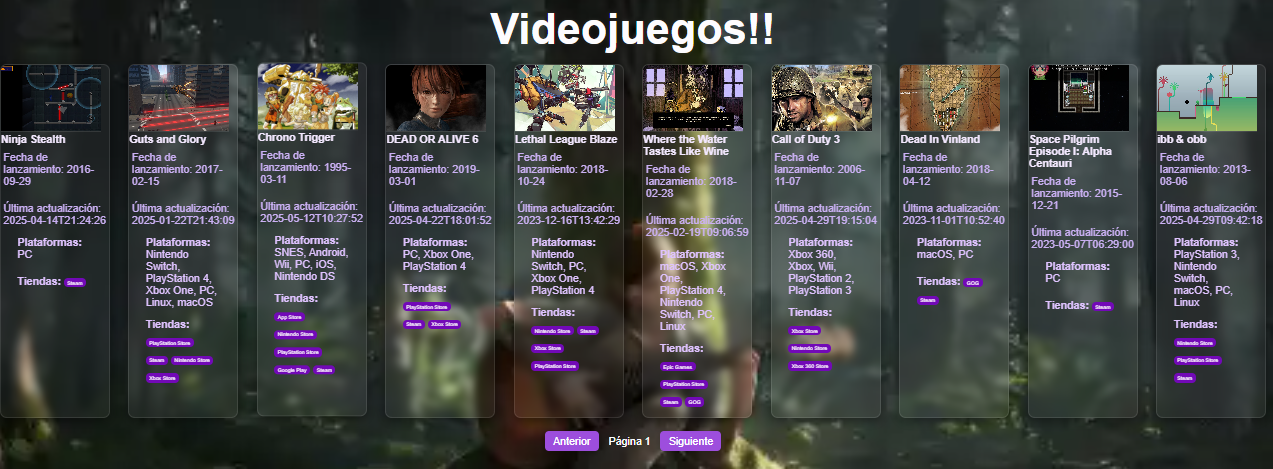 Videojuegos!!
Ninja Stealth
Fecha de
lanzamiento: 2016-
09-29
Última actualización:
2025-04-14T21:24:26
Plataformas:
PC
Tiendas: Steam
Guts and Glory
Fecha de
lanzamiento: 2017-
02-15
Última actualización:
2025-01-22T21:43:09
Plataformas:
Nintendo
Switch,
PlayStation 4,
Xbox One, PC,
Linux, macOS
Tiendas:
PlayStation Store
Steam Nintendo Store
Xbox Store
Chrono Trigger
Fecha de
lanzamiento: 1995-
03-11
Última actualización:
2025-05-12T10:27:52
Plataformas:
SNES, Android,
Wii, PC, iOS,
Nintendo DS
Tiendas:
App Store
Nintendo Store
PlayStation Store
Google Play Steam
DEAD OR ALIVE 6
Fecha de
lanzamiento: 2019-
03-01
Última actualización:
2025-04-22T18:01:52
Plataformas:
PC, Xbox One,
PlayStation 4
Tiendas:
PlayStation Store
Steam Xbox Store
Lethal League Blaze
Fecha de
lanzamiento: 2018-
10-24
Última actualización:
2023-12-16T13:42:29
Plataformas:
Nintendo
Switch, PC,
Xbox One,
PlayStation 4
Tiendas:
Nintendo Store Steam
Xbox Store
PlayStation Store
Where the Water
Tastes Like Wine
Fecha de
lanzamiento: 2018-
02-28
Última actualización:
2025-02-19T09:06:59
Plataformas:
macOS, Xbox
One,
PlayStation 4,
Nintendo
Switch, PC,
Linux
Tiendas:
Epic Games
PlayStation Store
Steam GOG
Call of Duty 3
Fecha de
lanzamiento: 2006-
11-07
Última actualización:
2025-04-29T19:15:04
Plataformas:
Xbox 360,
Xbox, Wii,
PlayStation 2,
PlayStation 3
Tiendas:
Xbox Store
Nintendo Store
Xbox 360 Store
Dead In Vinland
Fecha de
lanzamiento: 2018-
04-12
Última actualización:
2023-11-01T10:52:40
Plataformas:
macOS, PC
Tiendas: GOG
Steam
Space Pilgrim
Episode I: Alpha
Centauri
Fecha de
lanzamiento: 2015-
12-21
Última actualización:
2023-05-07T06:29:00
Plataformas:
PC
Tiendas: Steam
ibb & obb
Fecha de
lanzamiento: 2013-
08-06
Última actualización:
2025-04-29T09:42:18
Plataformas:
PlayStation 3,
Nintendo
Switch,
macOS, PC,
Linux
Tiendas:
Nintendo Store
PlayStation Store
Steam
Anterior Página 1 Siguiente